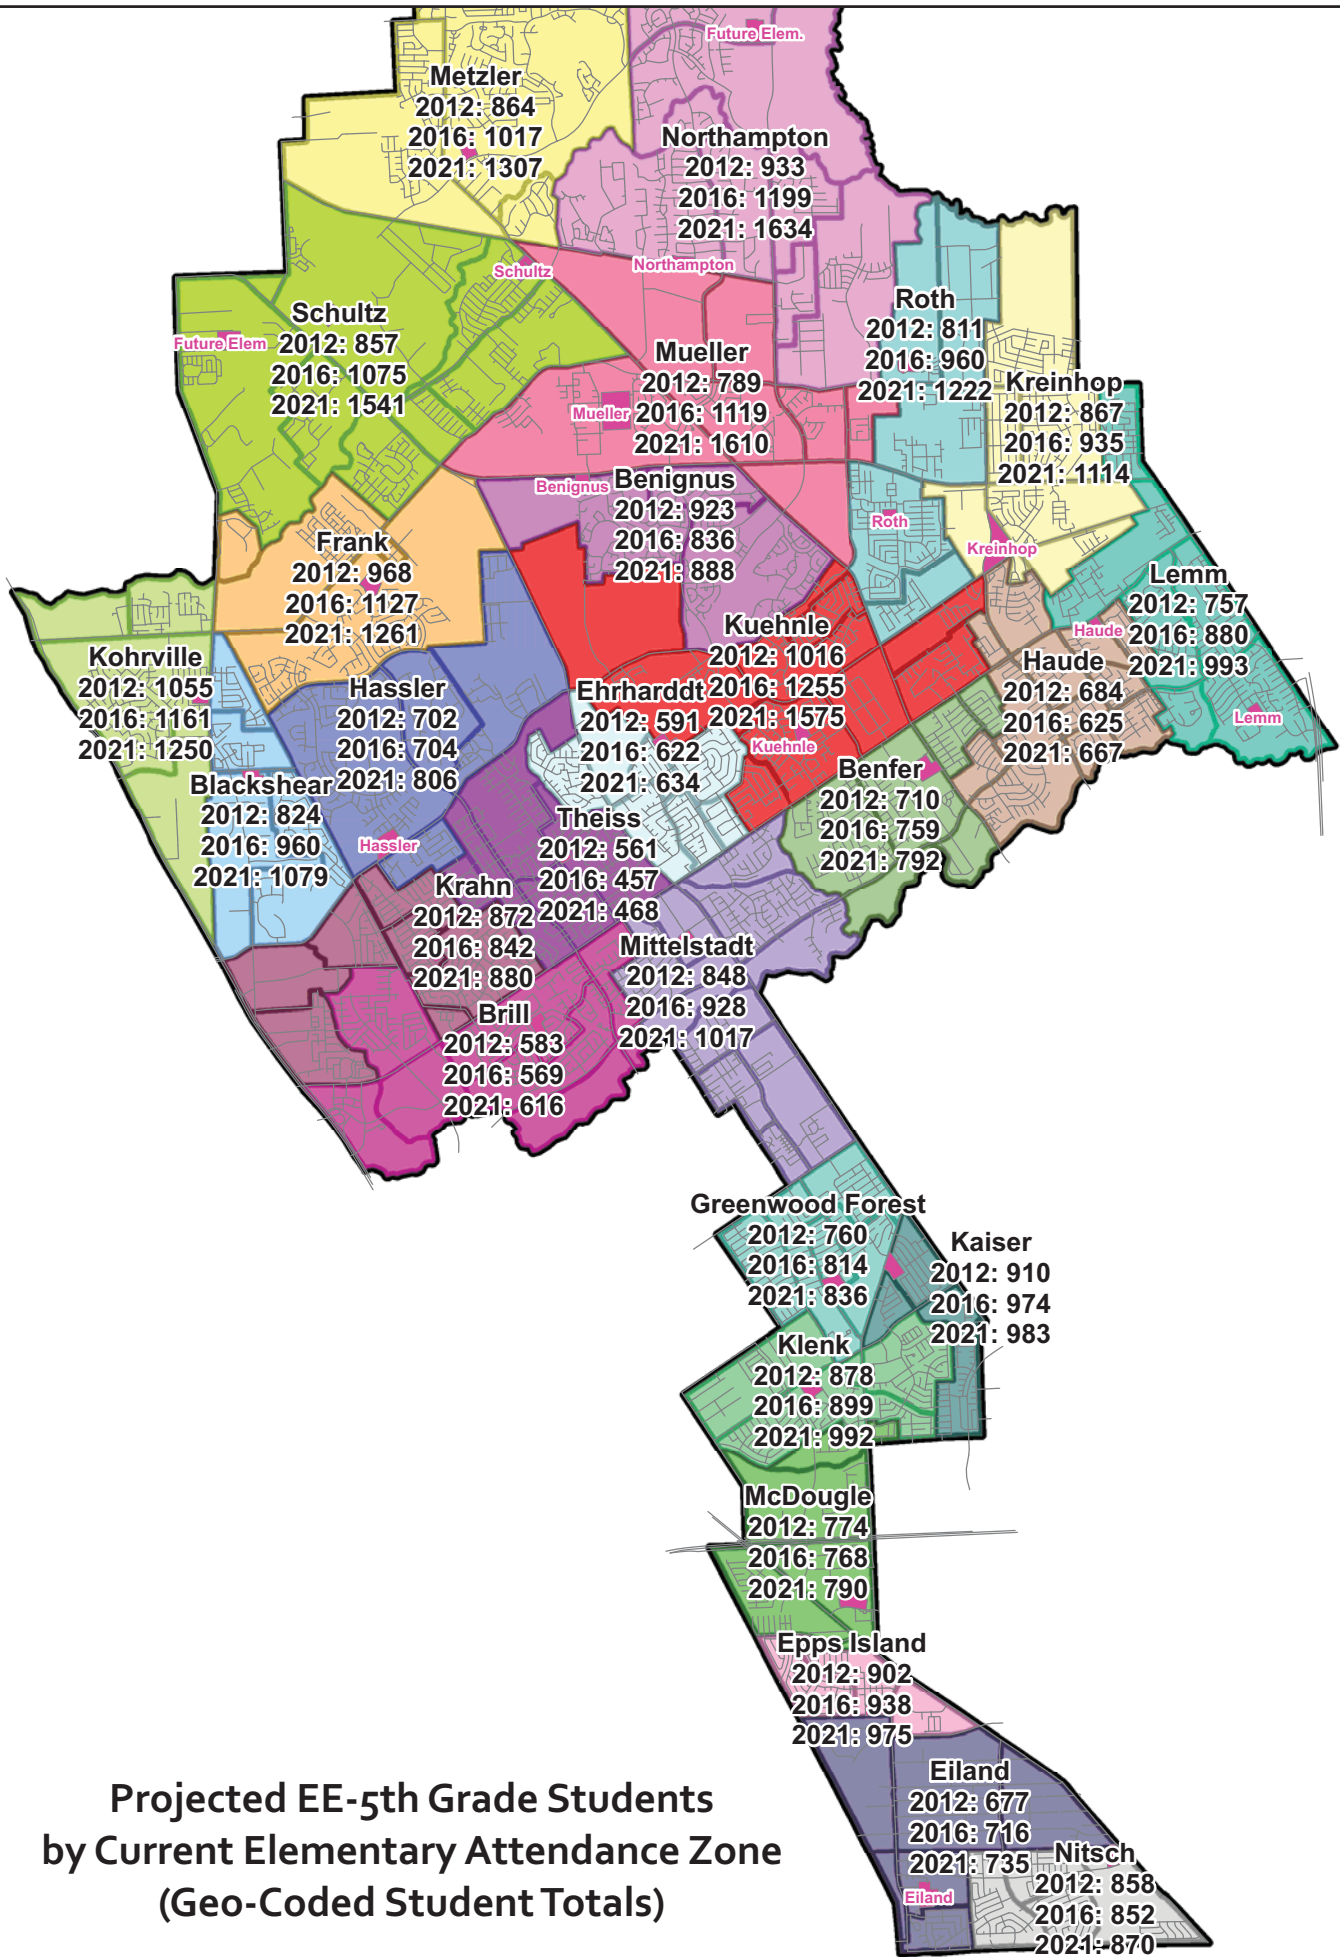 Future Elem.
Metzler
2012: 864
2016: 1017
2021: 1307
Northampton
2012: 933
2016: 1199
2021: 1634
Northampton
Schultz
Schultz
2012: 857
2016: 1075
2021: 1541
Future Elem
Roth
2012: 811
2016: 960
2021: 1222
Mueller
2012: 789
2016: 1119
2021: 1610
Mueller
Kreinhop
2012: 867
2016: 935
2021: 1114
Benignus
Benignus
2012: 923
2016: 836
2021: 888
Roth
Kreinhop
Frank
2012: 968
2016: 1127
2021: 1261
Lemm
2012: 757
2016: 880
2021: 993
Haude
Lemm
Kuehnle
2012: 1016
2016: 1255
2021: 1575
Kuehnle
Kohrville
2012: 1055
2016: 1161
2021: 1250
Haude
2012: 684
2016: 625
2021: 667
Hassler
2012: 702
2016: 704
2021: 806
Ehrharddt
2012: 591
2016: 622
2021: 634
Blackshear
2012: 824
2016: 960
2021: 1079
Benfer
2012: 710
2016: 759
2021: 792
Hassler
Theiss
2012: 561
2016: 457
2021: 468
Krahn
2012: 872
2016: 842
2021: 880
Mittelstadt
2012: 848
2016: 928
2021: 1017
Brill
2012: 583
2016: 569
2021: 616
Greenwood Forest
2012: 760
2016: 814
2021: 836
Kaiser
2012: 910
2016: 974
2021: 983
Klenk
2012: 878
2016: 899
2021: 992
McDougle
2012: 774
2016: 768
2021: 790
Epps Island
2012: 902
2016: 938
2021: 975
Eiland
2012: 677
2016: 716
2021: 735
Eiland
Nitsch
2012: 858
2016: 852
2021: 870
Projected EE-5th Grade Students
by Current Elementary Attendance Zone
(Geo-Coded Student Totals)